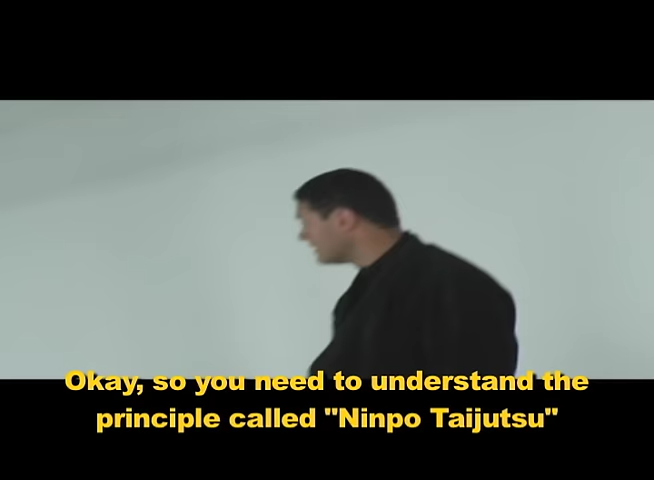 Okay, so you need to understand the
principle called "Ninpo Taijutsu"